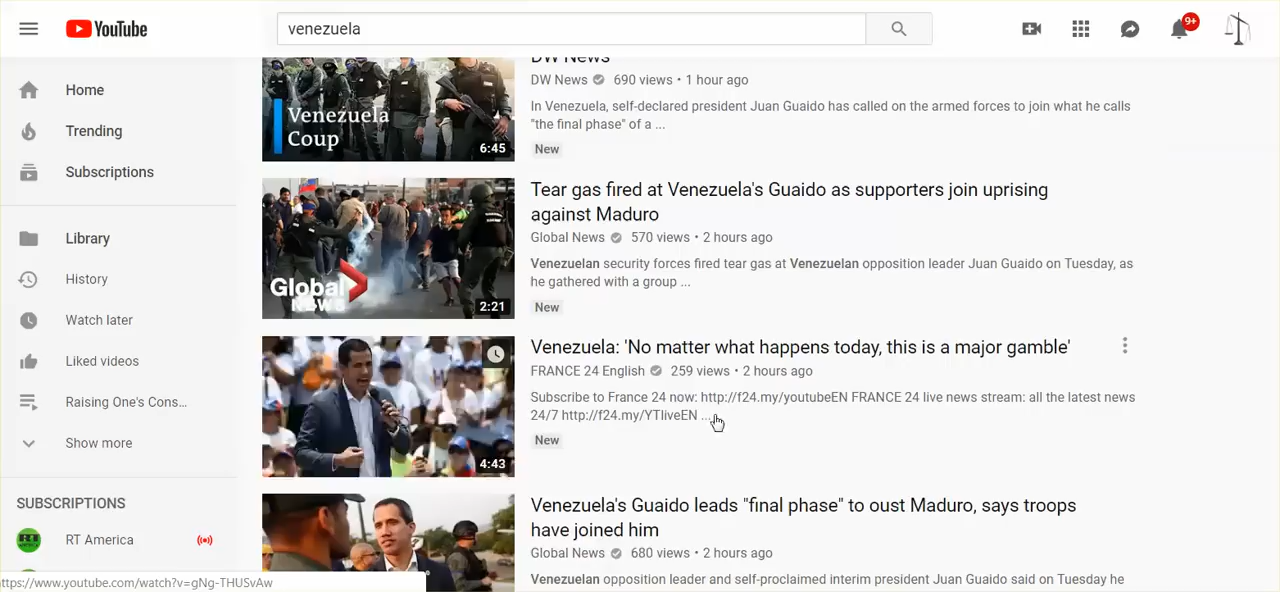 YouTube
venezuela
9+
Home
Trending
Subscriptions
Library
History
Watch later
Liked videos
Raising One's Cons...
Show more
SUBSCRIPTIONS
RT America
ttps://www.youtube.com/watch?v=gNg-THUSvAw
Venezuela
Coup
6:45
DW News
DW News 690 views • 1 hour ago
In Venezuela, self-declared president Juan Guaido has called on the armed forces to join what he calls
"the final phase" of a ...
New
Global
NEWS
2:21
Tear gas fired at Venezuela's Guaido as supporters join uprising
against Maduro
Global News 570 views • 2 hours ago
Venezuelan security forces fired tear gas at Venezuelan opposition leader Juan Guaido on Tuesday, as
he gathered with a group ...
New
4:43
Venezuela: 'No matter what happens today, this is a major gamble'
FRANCE 24 English 259 views • 2 hours ago
Subscribe to France 24 now: http://f24.my/youtubeEN FRANCE 24 live news stream: all the latest news
24/7 http://f24.my/YTliveEN ...
New
Venezuela's Guaido leads "final phase" to oust Maduro, says troops
have joined him
Global News 680 views • 2 hours ago
Venezuelan opposition leader and self-proclaimed interim president Juan Guaido said on Tuesday he